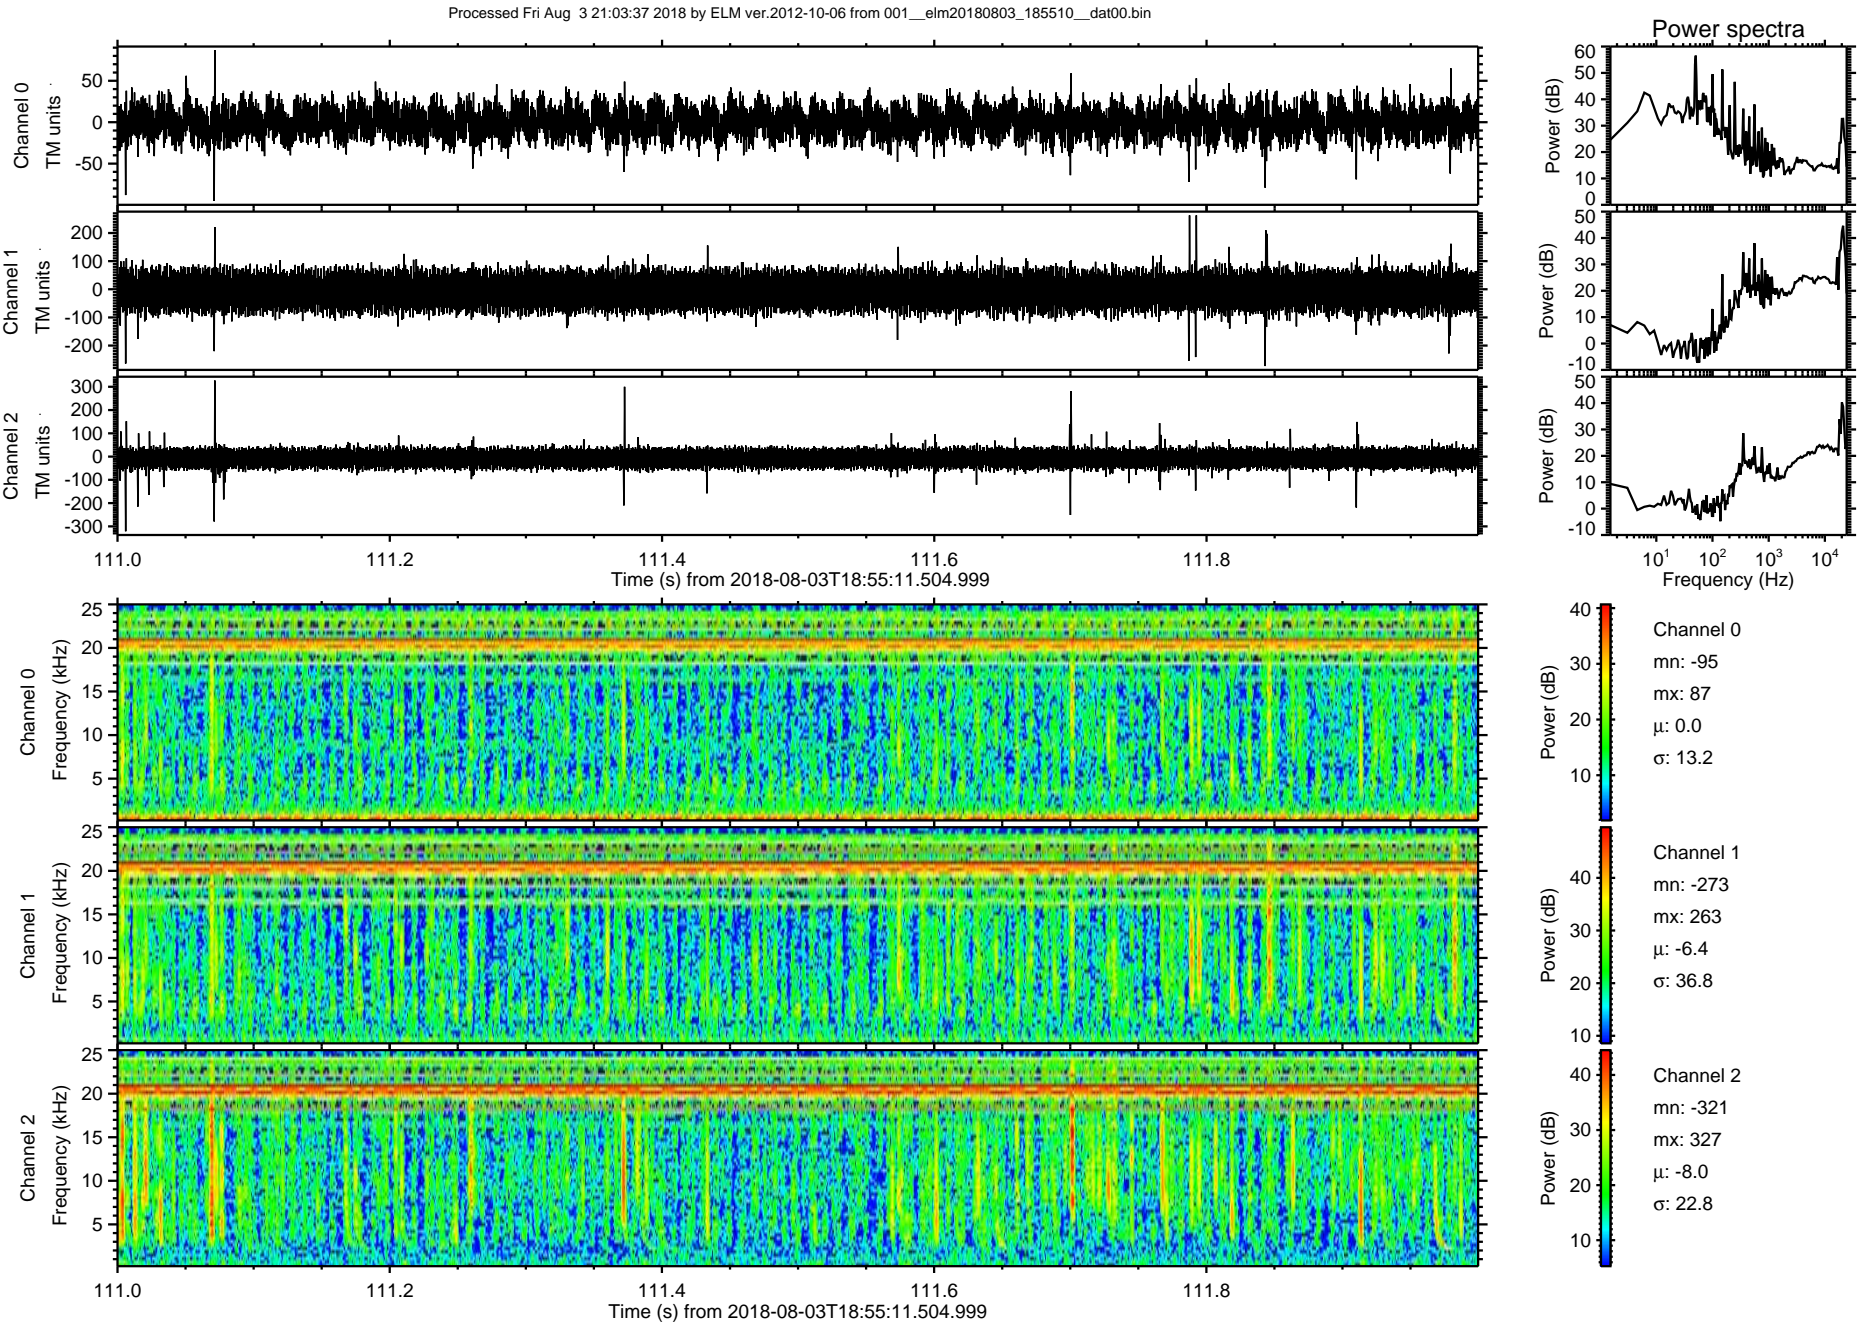 Processed Fri Aug  3 21:03:37 2018 by ELM ver.2012-10-06 from 001__elm20180803_185510__dat00.bin
Power spectra
Channel 0
TM units
50
0
-50
Power (dB)
60
50
40
30
20
10
0
Channel 1
TM units
200
100
0
-100
-200
Power (dB)
50
40
30
20
10
0
-10
Channel 2
TM units
300
200
100
0
-100
-200
-300
Power (dB)
50
40
30
20
10
0
-10
111.0 111.2 111.4 111.6 111.8
Time (s) from 2018-08-03T18:55:11.504.999
10^1 10^2 10^3 10^4
Frequency (Hz)
Channel 0
Frequency (kHz)
25
20
15
10
5
Power (dB)
40
30
20
10
Channel 0
mn: -95
mx: 87
μ: 0.0
σ: 13.2
Channel 1
Frequency (kHz)
25
20
15
10
5
Power (dB)
40
30
20
10
Channel 1
mn: -273
mx: 263
μ: -6.4
σ: 36.8
Channel 2
Frequency (kHz)
25
20
15
10
5
Power (dB)
40
30
20
10
Channel 2
mn: -321
mx: 327
μ: -8.0
σ: 22.8
111.0 111.2 111.4 111.6 111.8
Time (s) from 2018-08-03T18:55:11.504.999